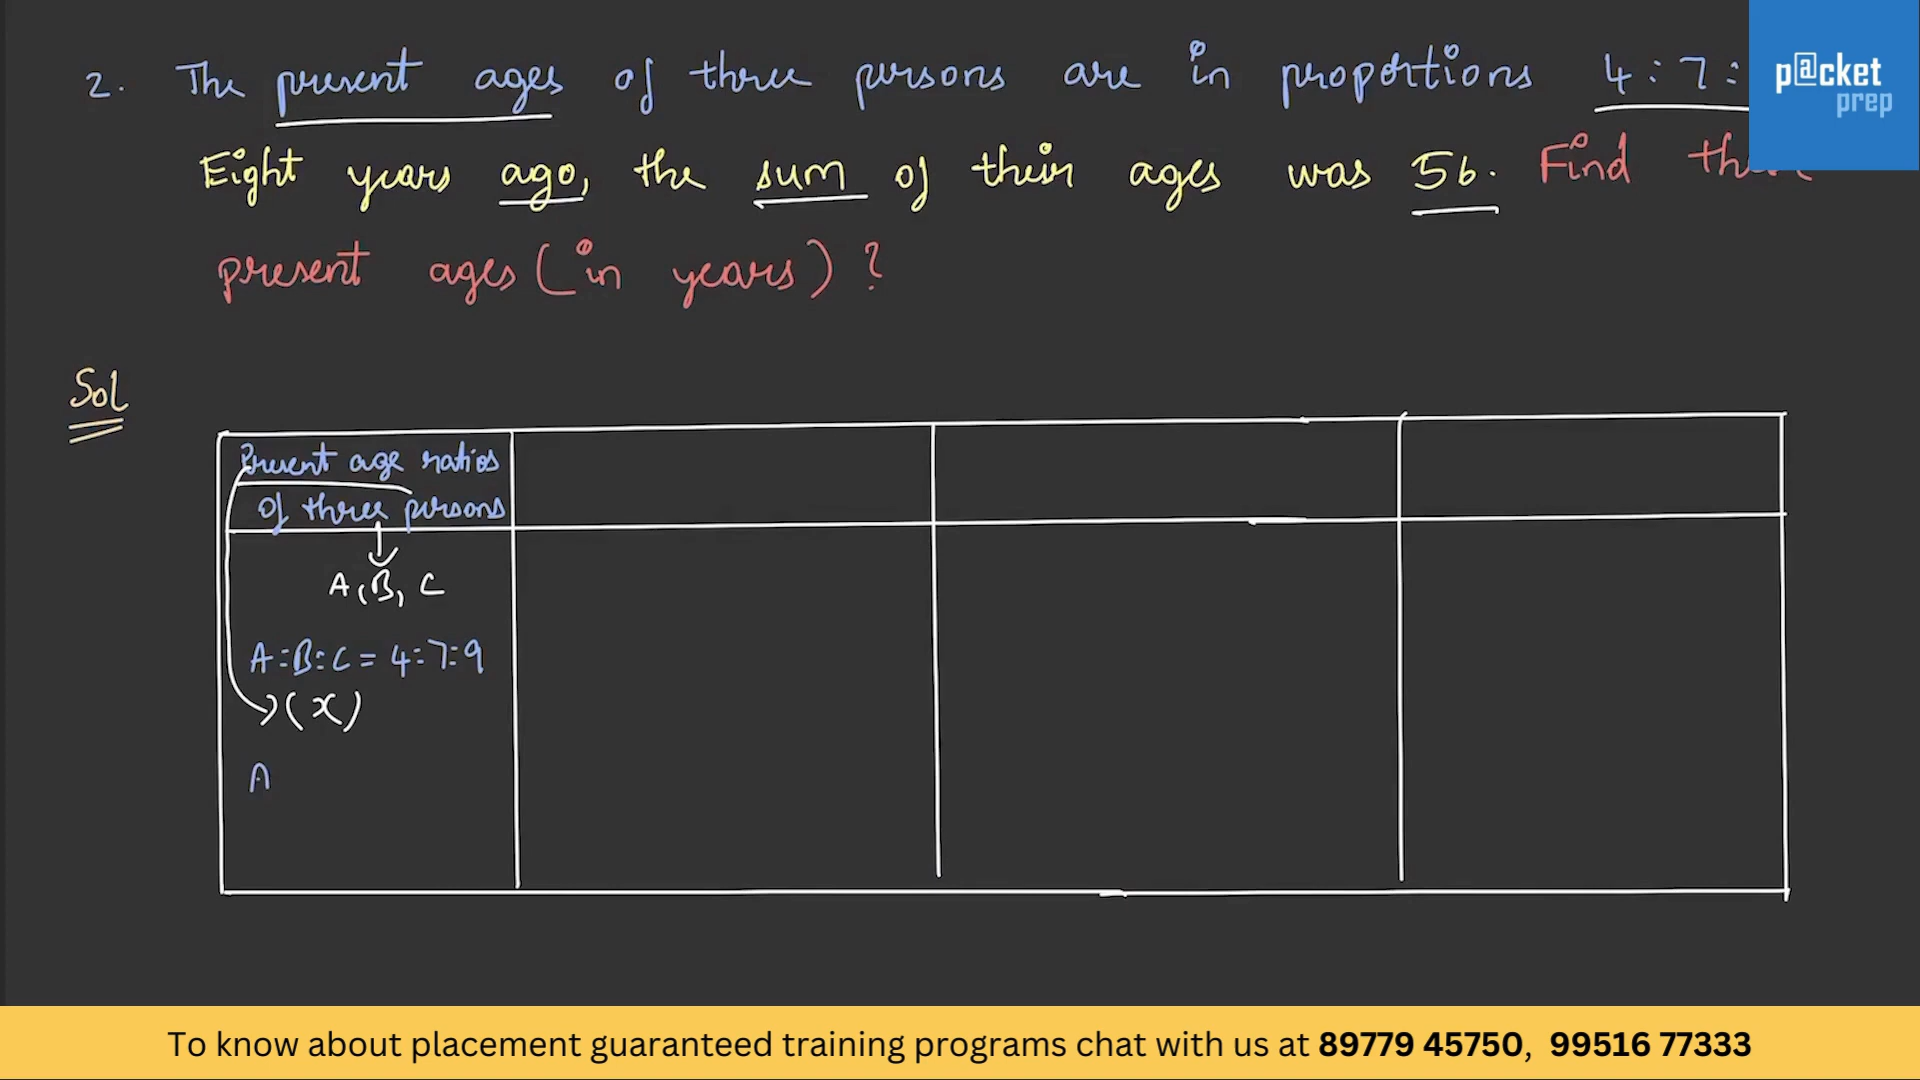 2. The present ages of three persons are in proportions 4:7:
Eight years ago, the sum of their ages was 56. Find
present ages (in years)?
p@cket
prep
Sol
Present age ratios
of three persons
A, B, C
A:B:C = 4:7:9
(x)
A
To know about placement guaranteed training programs chat with us at 89779 45750, 99516 77333